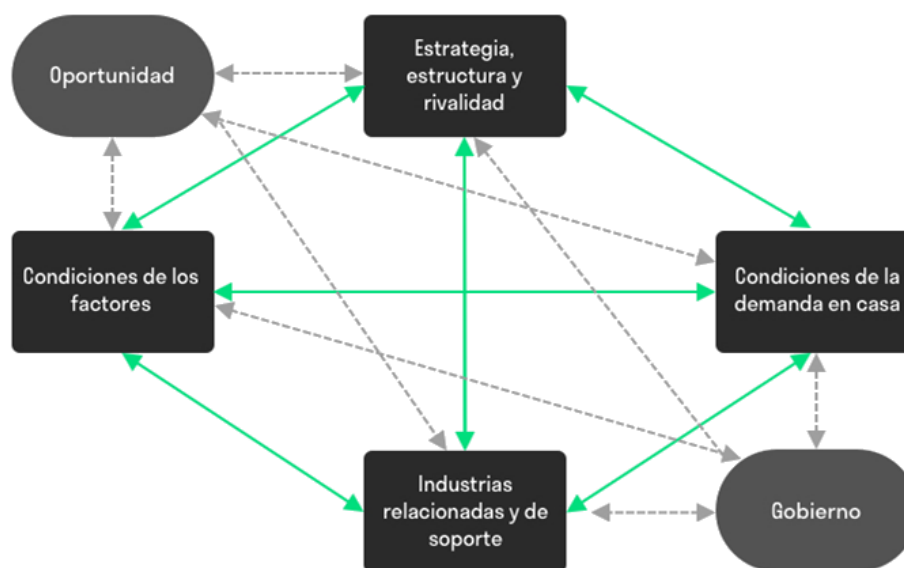 Oportunidad
Estrategia,
estructura y
rivalidad
Condiciones de los
factores
Condiciones de la
demanda en casa
Industrias
relacionadas y de
soporte
Gobierno